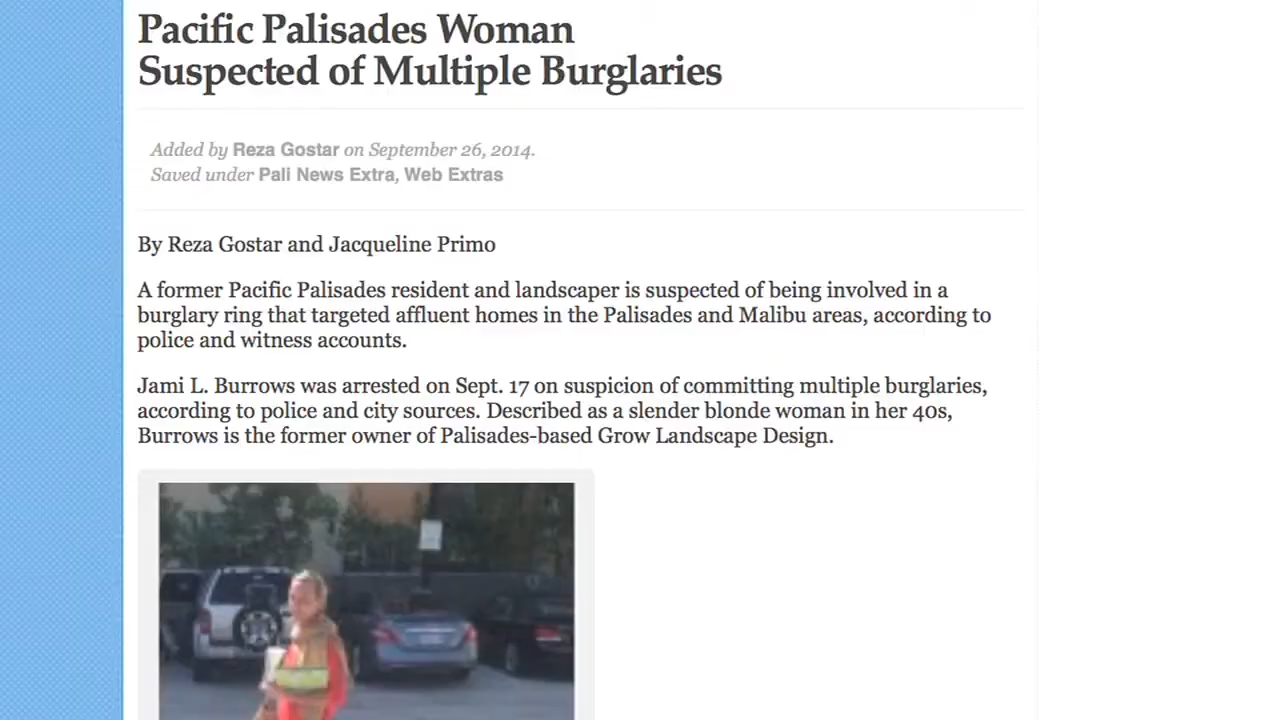 Pacific Palisades Woman
Suspected of Multiple Burglaries
Added by Reza Gostar on September 26, 2014.
Saved under Pali News Extra, Web Extras
By Reza Gostar and Jacqueline Primo
A former Pacific Palisades resident and landscaper is suspected of being involved in a
burglary ring that targeted affluent homes in the Palisades and Malibu areas, according to
police and witness accounts.
Jami L. Burrows was arrested on Sept. 17 on suspicion of committing multiple burglaries,
according to police and city sources. Described as a slender blonde woman in her 40s,
Burrows is the former owner of Palisades-based Grow Landscape Design.